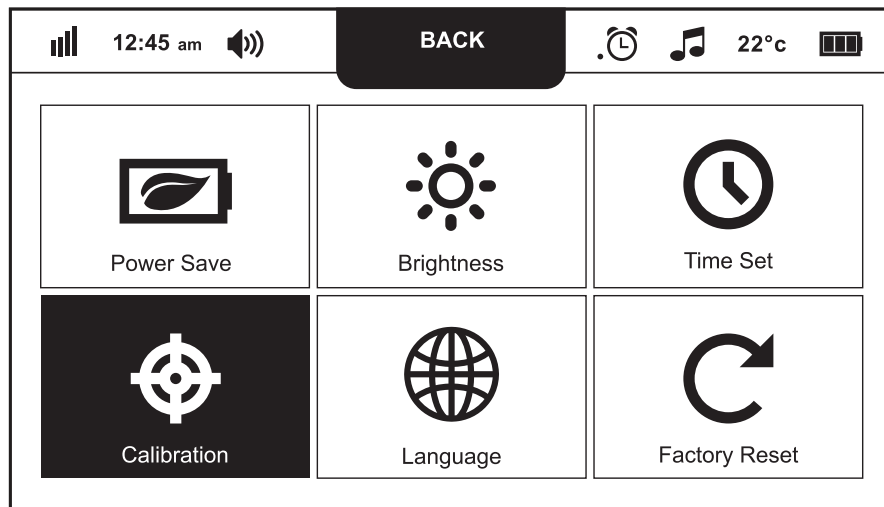 12:45 am BACK 22°c
Power Save Brightness Time Set
Calibration Language Factory Reset